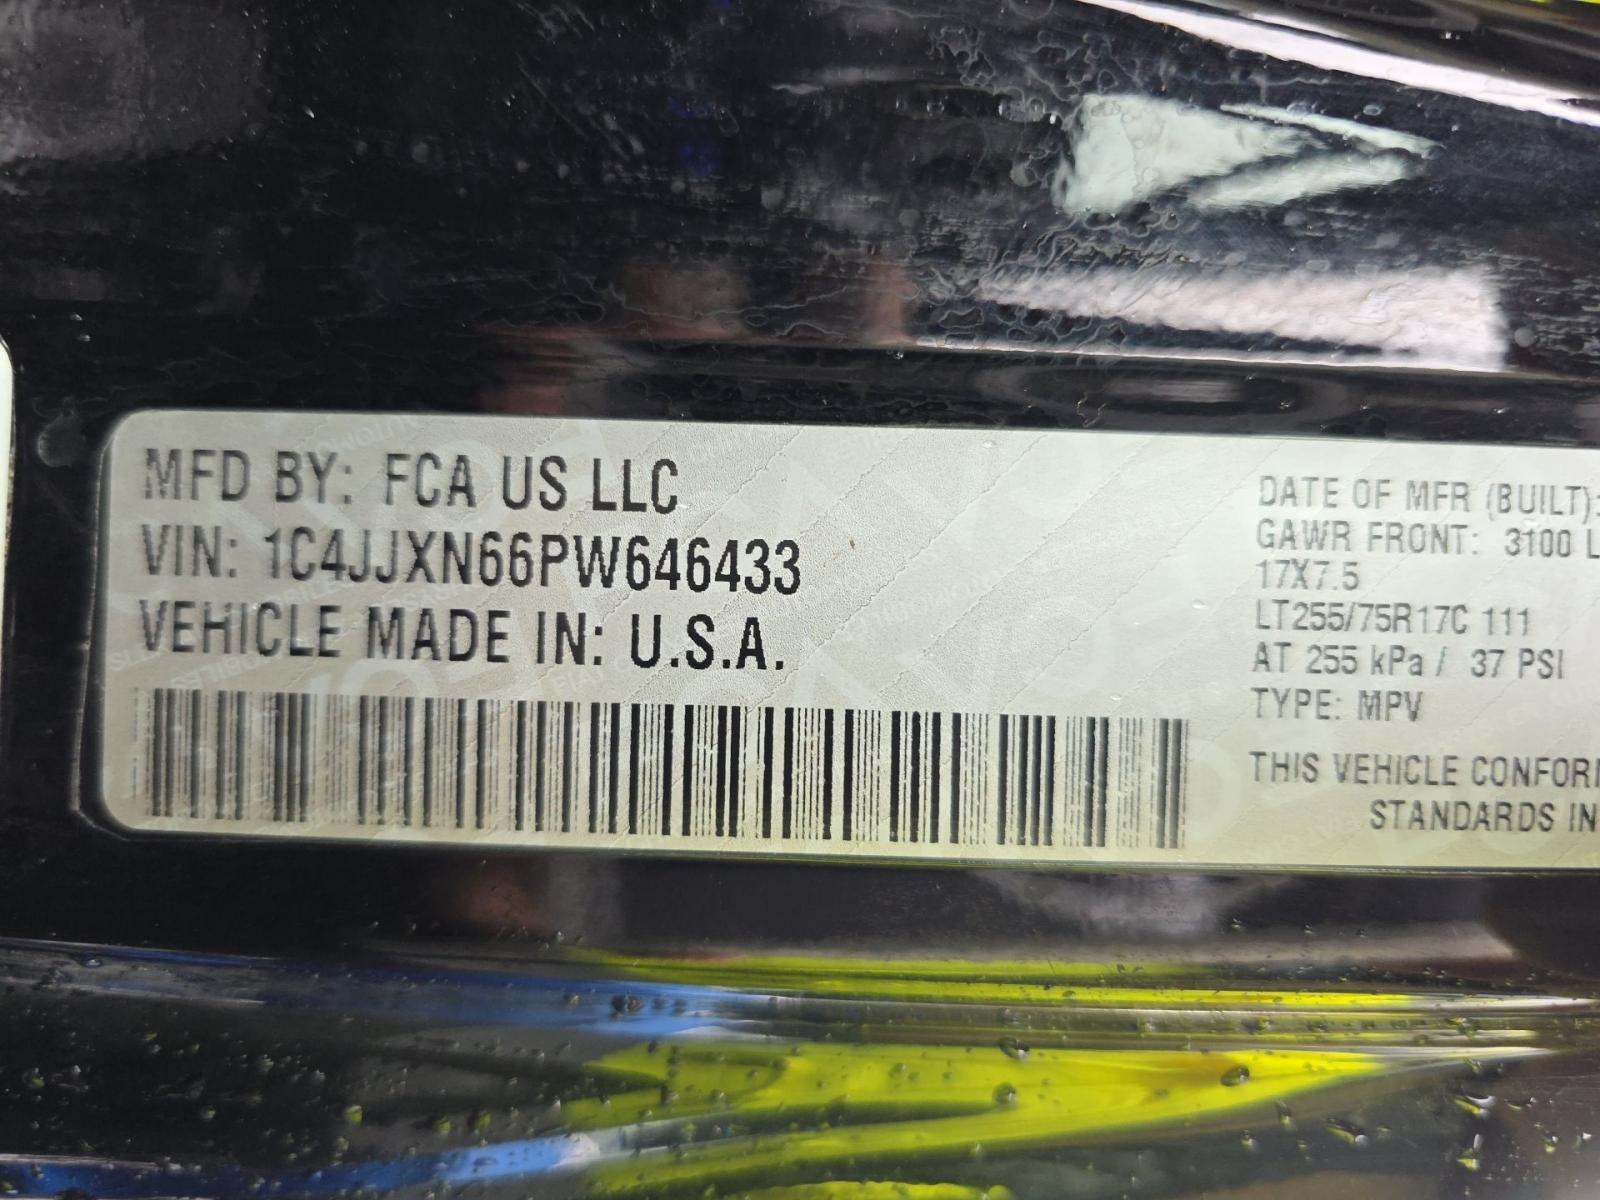 MFD BY: FCA US LLC
VIN: 1C4JJXN66PW646433
VEHICLE MADE IN: U.S.A.
DATE OF MFR (BUILT):
GAWR FRONT: 3100 L
17X7.5
LT255/75R17C 111
AT 255 kPa / 37 PSI
TYPE: MPV
THIS VEHICLE CONFOR
STANDARDS IN